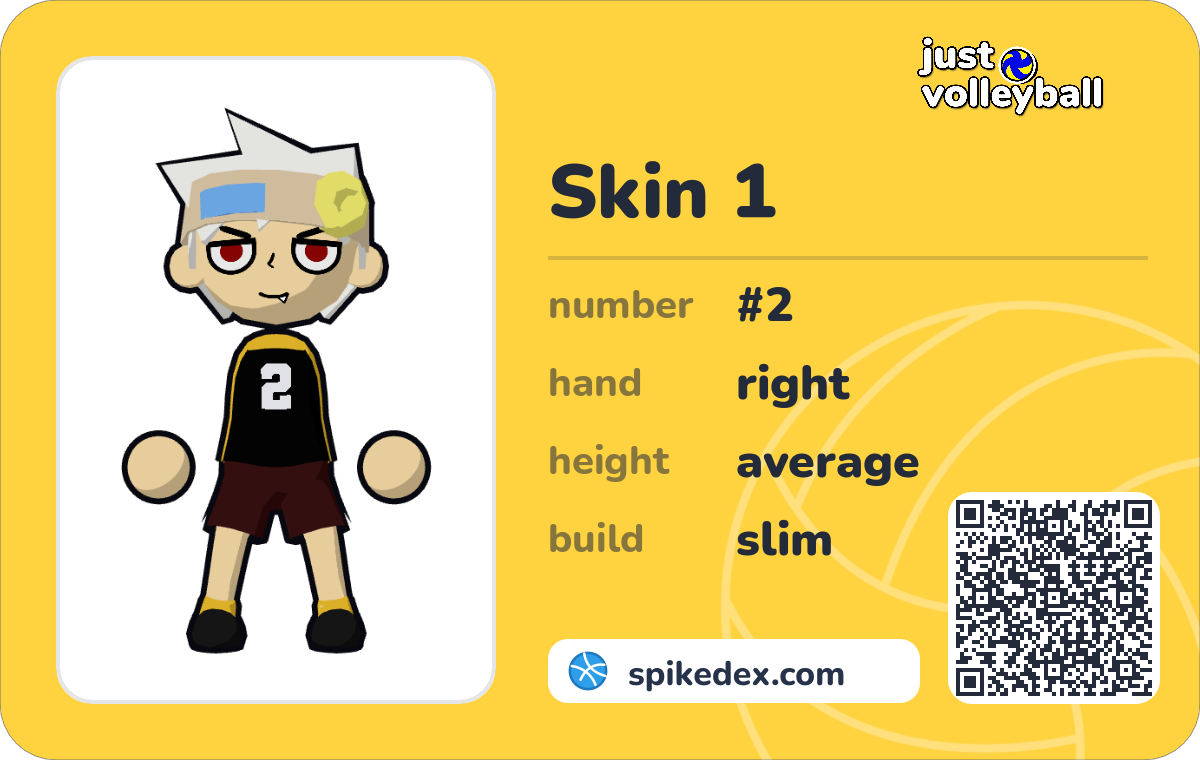 just
volleyball
Skin 1
number #2
hand right
height average
build slim
2
spikedex.com